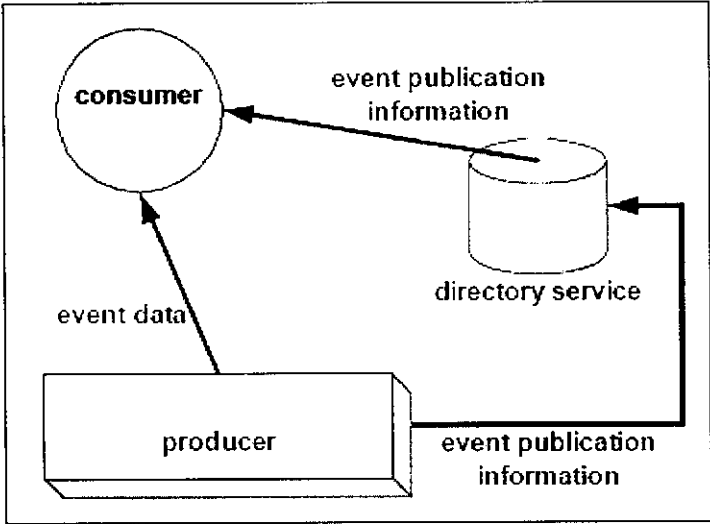 consumer
event publication
information
directory service
event data
producer
event publication
information